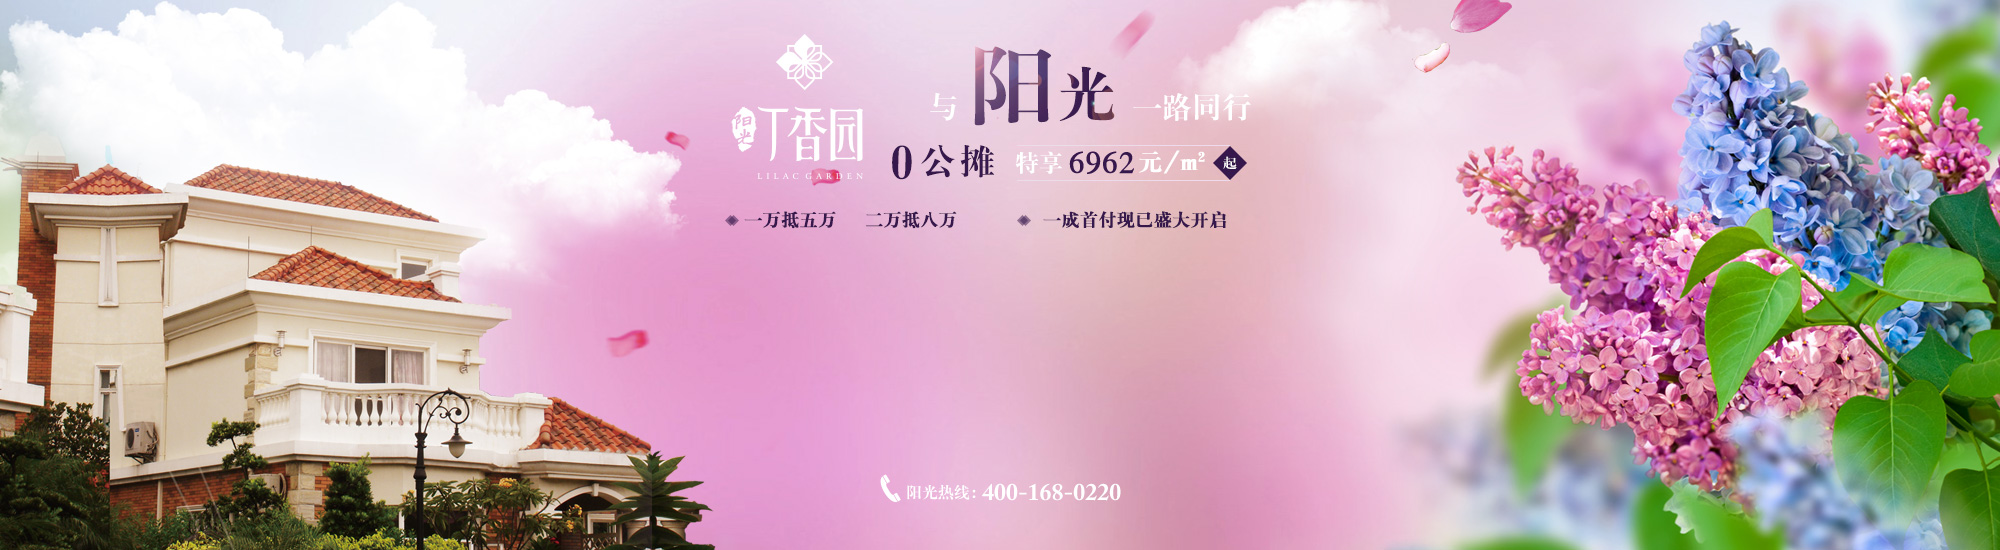 阳光
丁香园
LILAC GARDEN
与阳光一路同行
0公摊 特享6962元/m² 起
一万抵五万 二万抵八万 一成首付现已盛大开启
阳光热线：400-168-0220